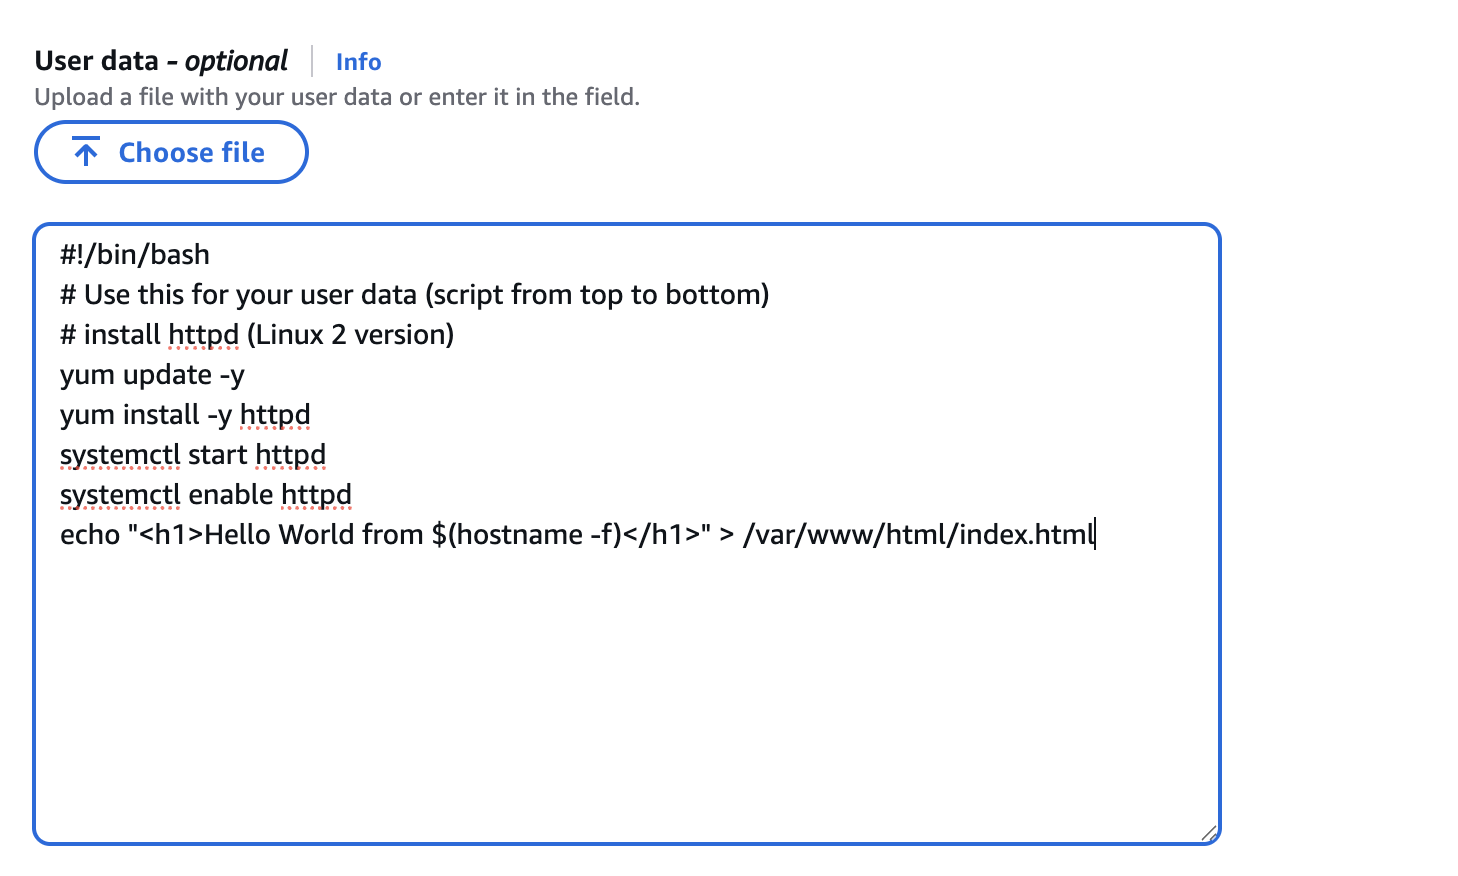 User data - optional Info
Upload a file with your user data or enter it in the field.
Choose file
#!/bin/bash
# Use this for your user data (script from top to bottom)
# install httpd (Linux 2 version)
yum update -y
yum install -y httpd
systemctl start httpd
systemctl enable httpd
echo "<h1>Hello World from $(hostname -f)</h1>" > /var/www/html/index.html